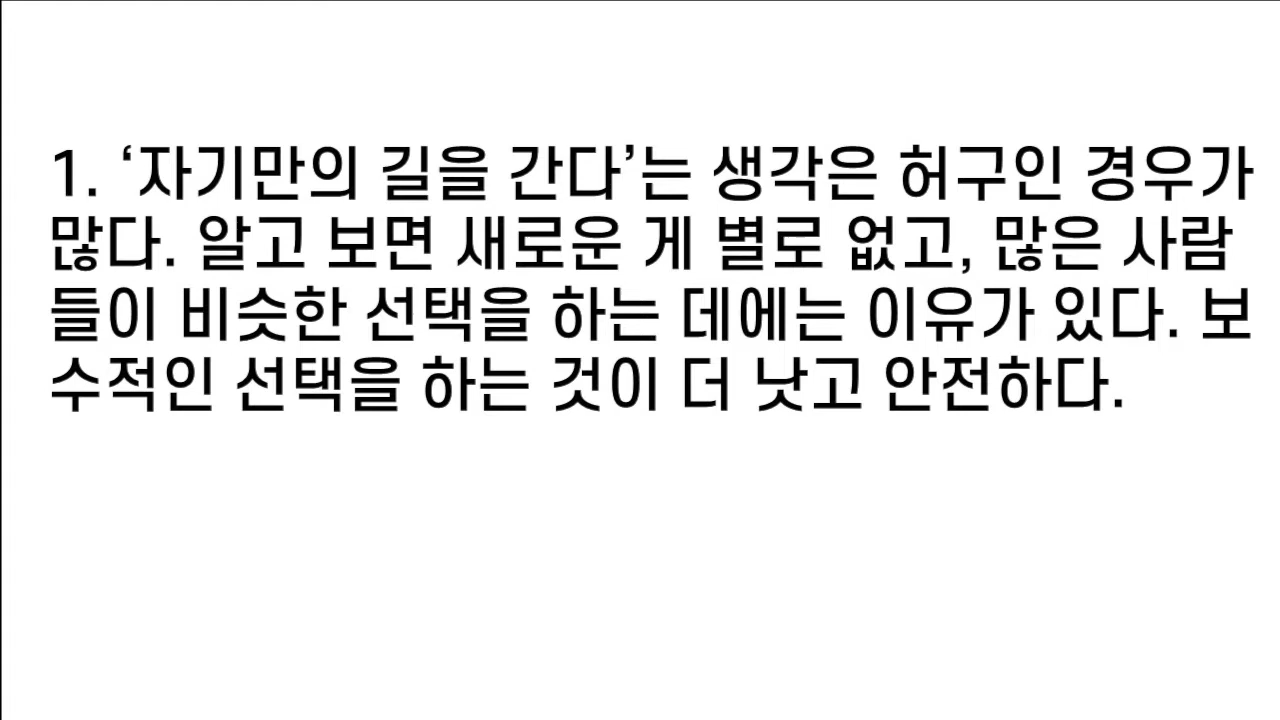 1. ‘자기만의 길을 간다’는 생각은 허구인 경우가
많다. 알고 보면 새로운 게 별로 없고, 많은 사람
들이 비슷한 선택을 하는 데에는 이유가 있다. 보
수적인 선택을 하는 것이 더 낫고 안전하다.